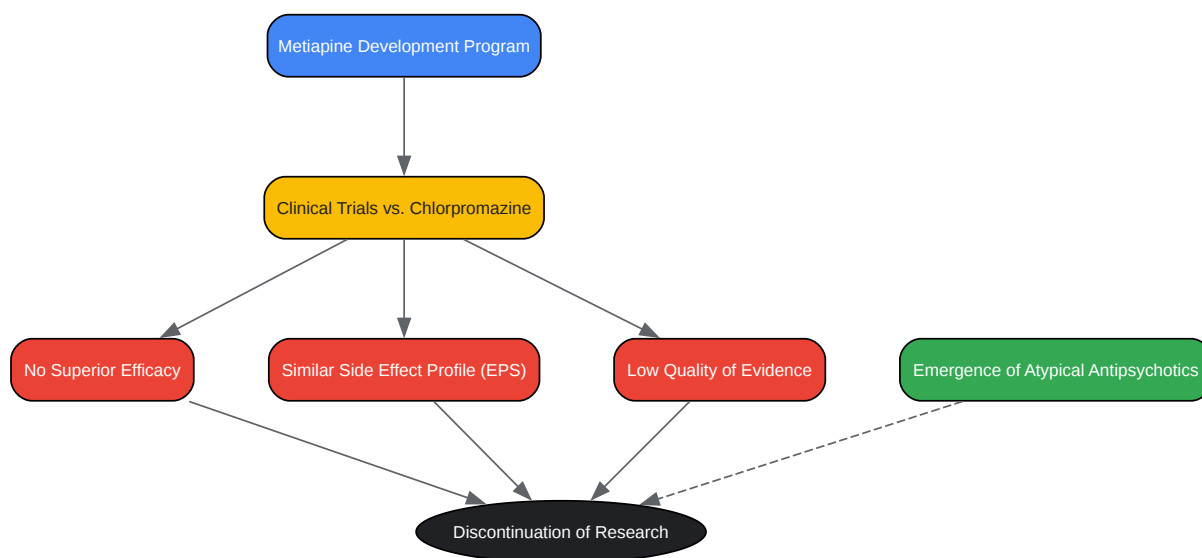 Metiapine Development Program
Clinical Trials vs. Chlorpromazine
No Superior Efficacy
Similar Side Effect Profile (EPS)
Low Quality of Evidence
Emergence of Atypical Antipsychotics
Discontinuation of Research